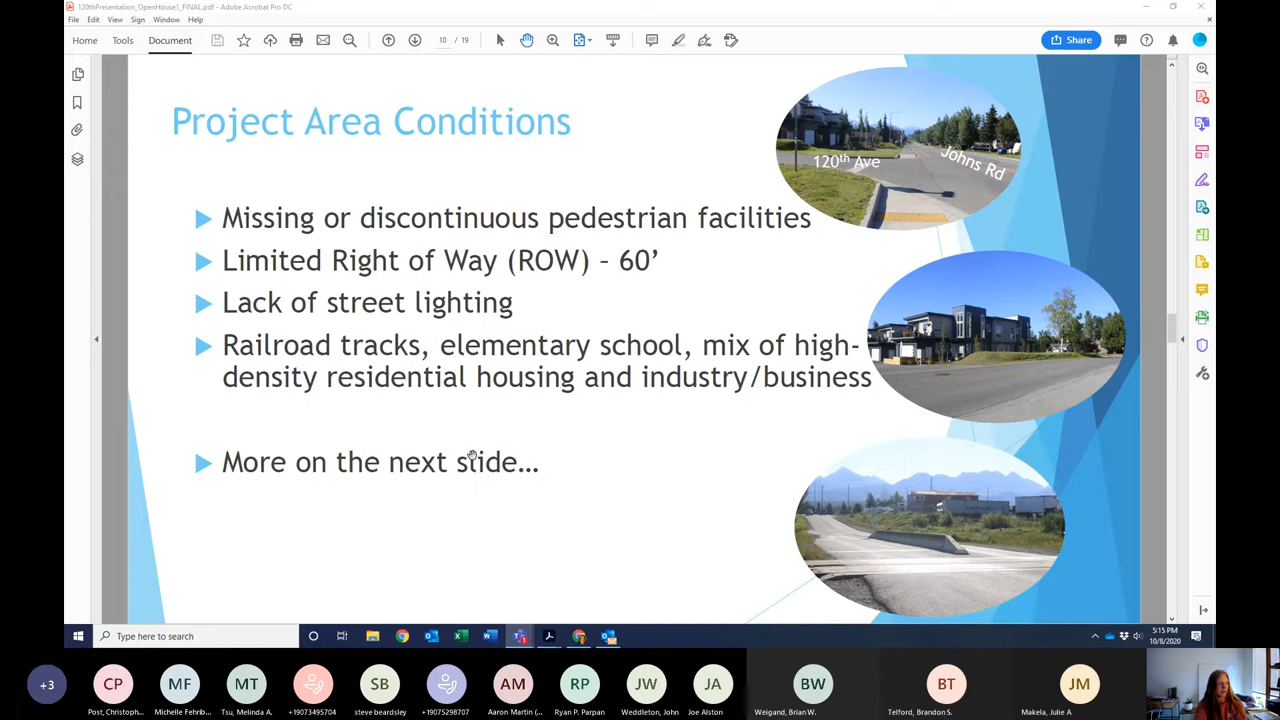 120thPresentation_OpenHouse1_FINAL.pdf - Adobe Acrobat Pro DC
File Edit View Sign Window Help
Home Tools Document 10 / 19 Share
Project Area Conditions
120th Ave
Johns Rd
Missing or discontinuous pedestrian facilities
Limited Right of Way (ROW) – 60’
Lack of street lighting
Railroad tracks, elementary school, mix of high-
density residential housing and industry/business
More on the next slide…
Type here to search
5:15 PM
10/8/2020
+3 CP MF MT SB AM RP JW JA BW BT JM
Post, Christoph... Michelle Fehrib... Tsu, Melinda A. +19073495704 steve beardsley +19075298707 Aaron Martin (... Ryan P. Parpan Weddleton, John Joe Alston Weigand, Brian W. Telford, Brandon S. Makela, Julie A